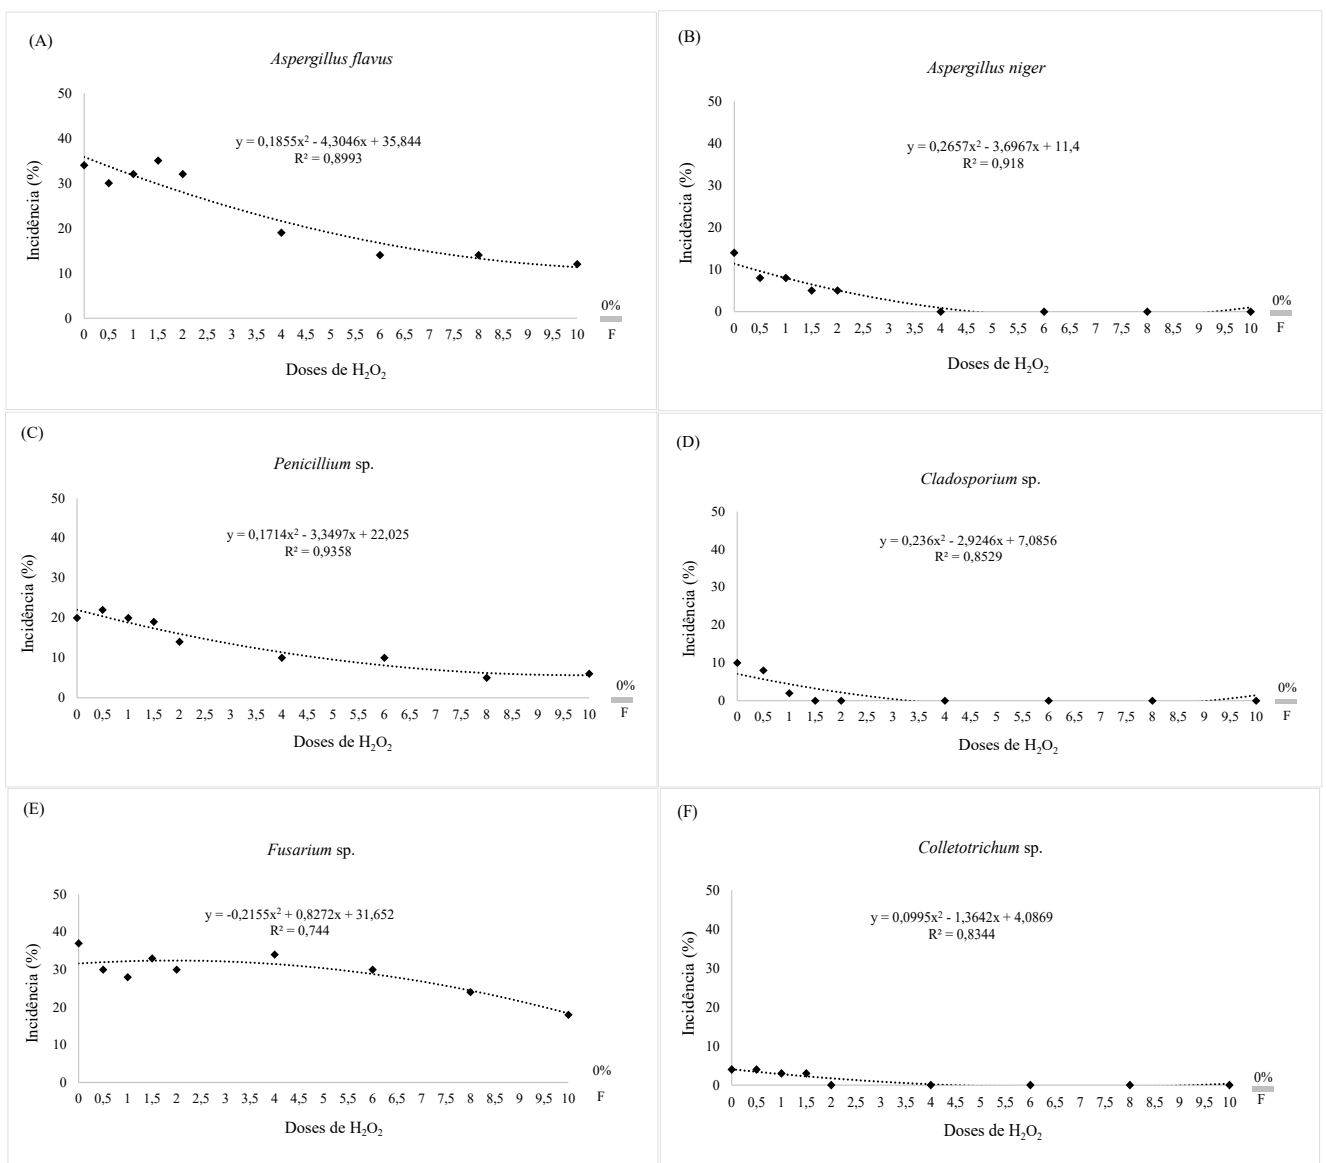 (A)
Aspergillus flavus
50
40
30
20
10
0
Incidência (%)
y = 0,1855x² - 4,3046x + 35,844
R² = 0,8993
0%
0 0,5 1 1,5 2 2,5 3 3,5 4 4,5 5 5,5 6 6,5 7 7,5 8 8,5 9 9,5 10 F
Doses de H₂O₂
(B)
Aspergillus niger
50
40
30
20
10
0
Incidência (%)
y = 0,2657x² - 3,6967x + 11,4
R² = 0,918
0%
0 0,5 1 1,5 2 2,5 3 3,5 4 4,5 5 5,5 6 6,5 7 7,5 8 8,5 9 9,5 10 F
Doses de H₂O₂
(C)
Penicillium sp.
50
40
30
20
10
0
Incidência (%)
y = 0,1714x² - 3,3497x + 22,025
R² = 0,9358
0%
0 0,5 1 1,5 2 2,5 3 3,5 4 4,5 5 5,5 6 6,5 7 7,5 8 8,5 9 9,5 10 F
Doses de H₂O₂
(D)
Cladosporium sp.
50
40
30
20
10
0
Incidência (%)
y = 0,236x² - 2,9246x + 7,0856
R² = 0,8529
0%
0 0,5 1 1,5 2 2,5 3 3,5 4 4,5 5 5,5 6 6,5 7 7,5 8 8,5 9 9,5 10 F
Doses de H₂O₂
(E)
Fusarium sp.
50
40
30
20
10
0
Incidência (%)
y = -0,2155x² + 0,8272x + 31,652
R² = 0,744
0%
0 0,5 1 1,5 2 2,5 3 3,5 4 4,5 5 5,5 6 6,5 7 7,5 8 8,5 9 9,5 10 F
Doses de H₂O₂
(F)
Colletotrichum sp.
50
40
30
20
10
0
Incidência (%)
y = 0,0995x² - 1,3642x + 4,0869
R² = 0,8344
0%
0 0,5 1 1,5 2 2,5 3 3,5 4 4,5 5 5,5 6 6,5 7 7,5 8 8,5 9 9,5 10 F
Doses de H₂O₂